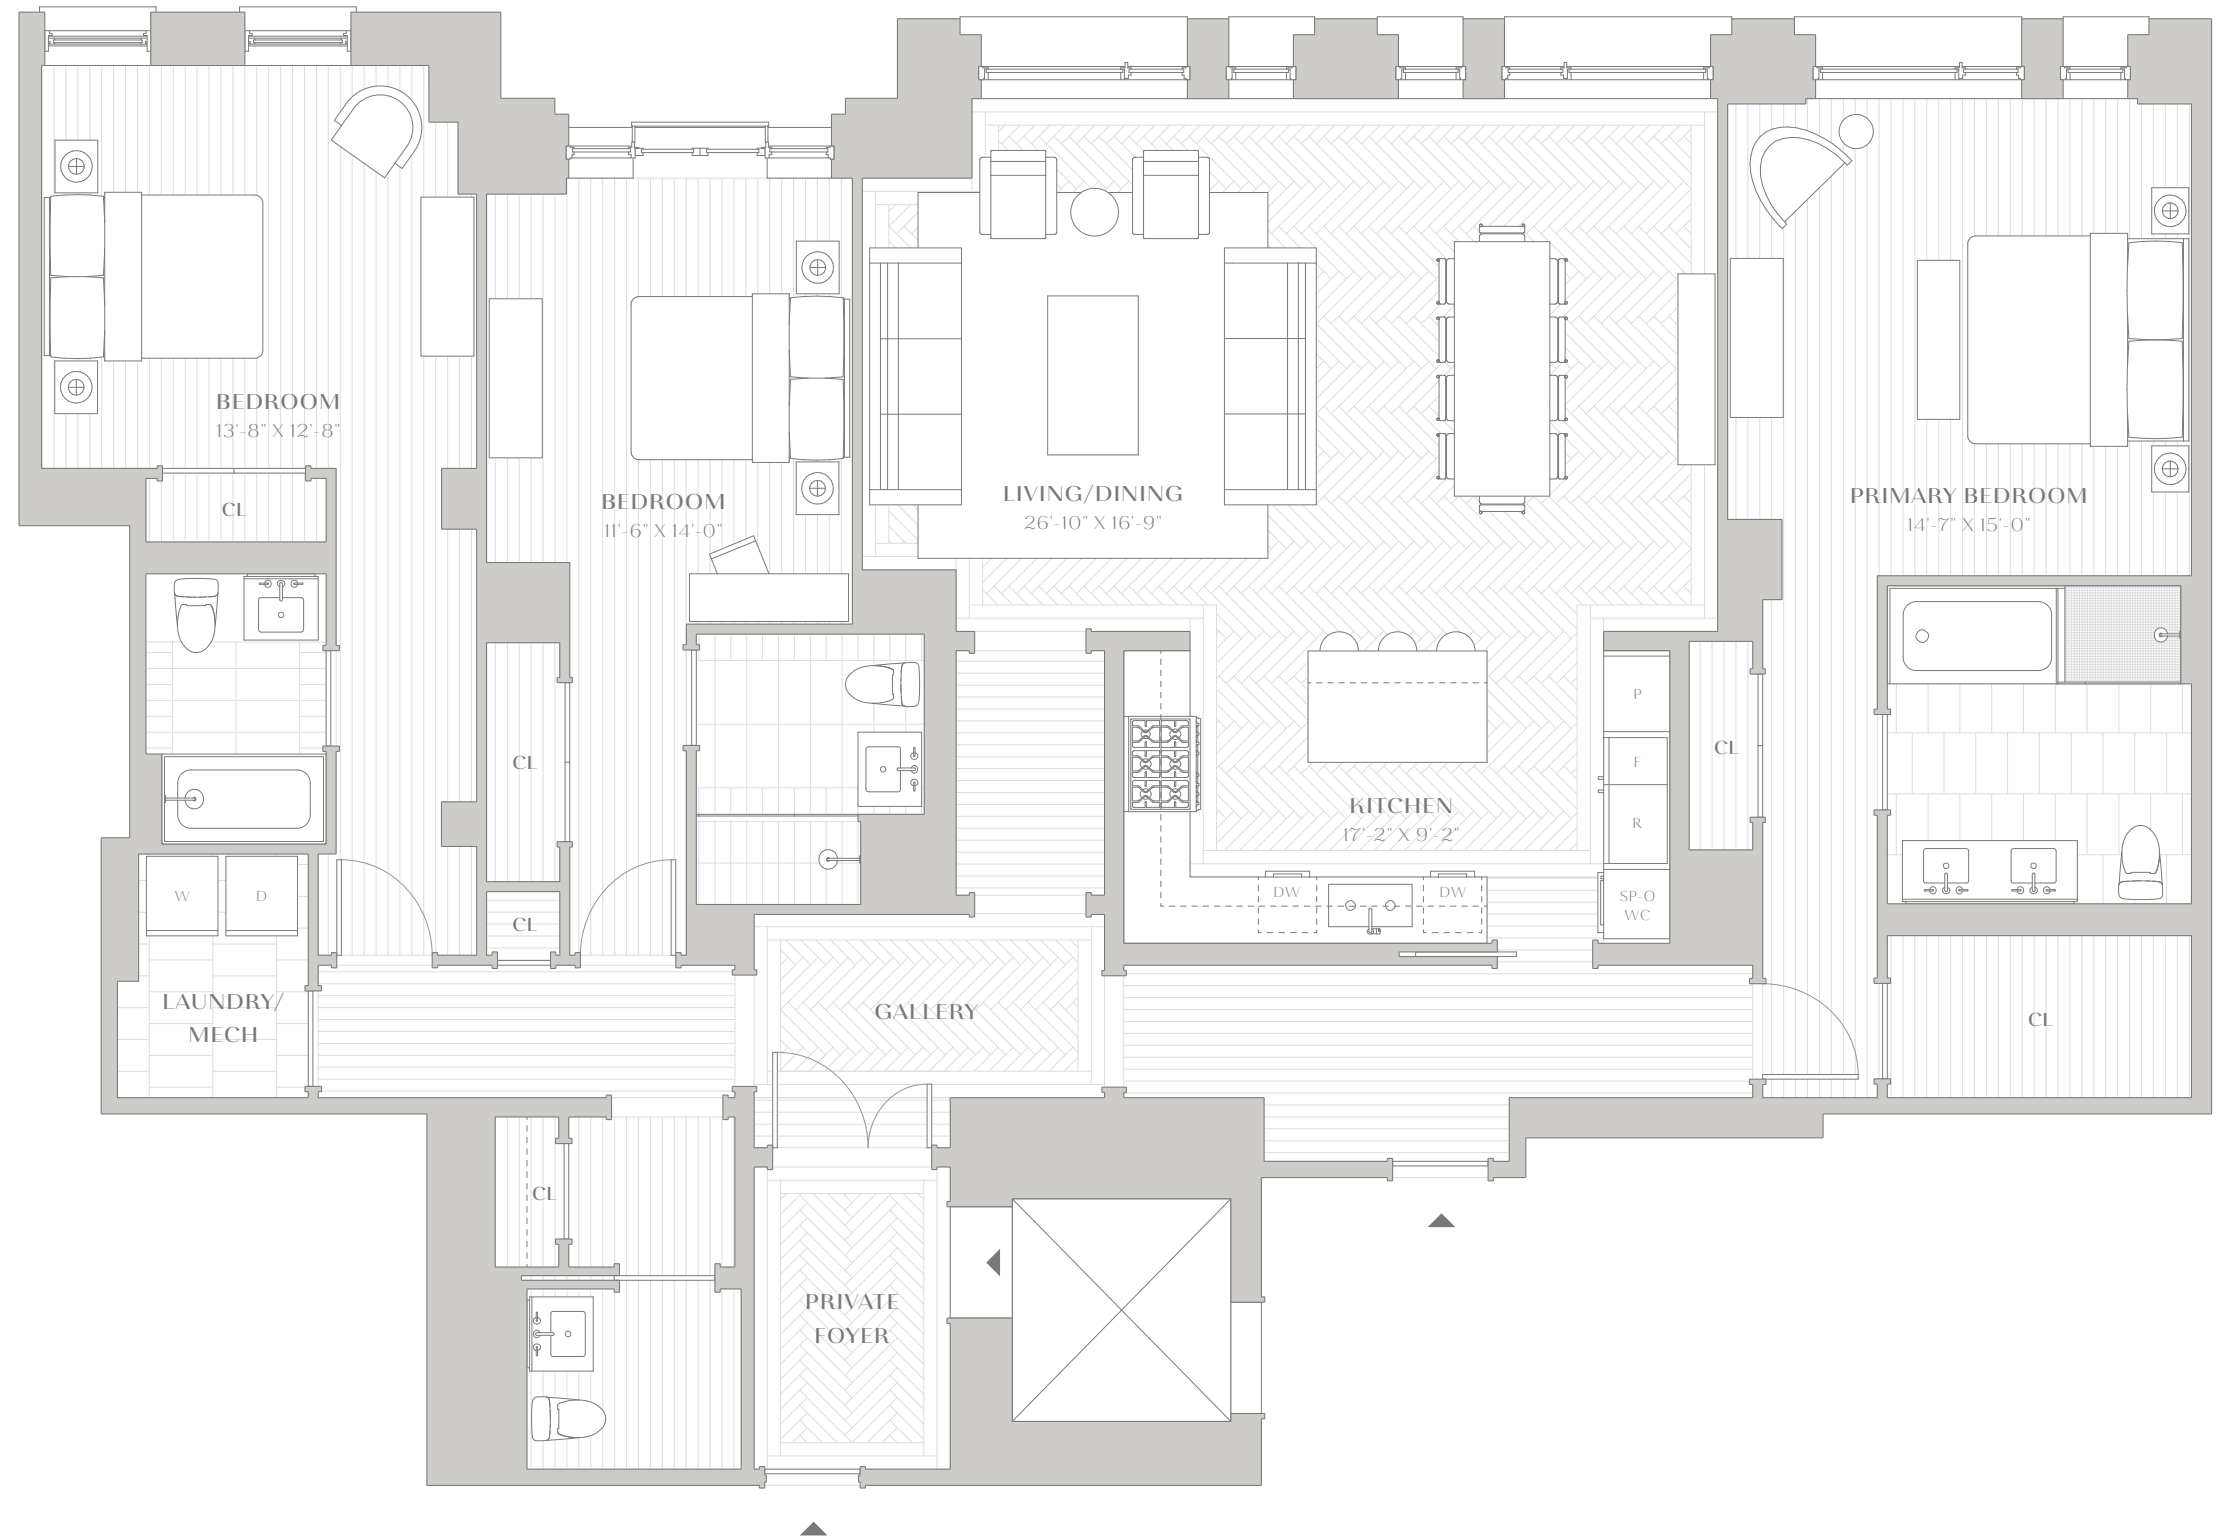 BEDROOM
13'-8" X 12'-8"
CL
BEDROOM
11'-6" X 14'-0"
LIVING/DINING
26'-10" X 16'-9"
PRIMARY BEDROOM
14'-7" X 15'-0"
P
F
R
SP-O
WC
CL
CL
KITCHEN
17'-2" X 9'-2"
DW
DW
W
D
CL
LAUNDRY/
MECH
GALLERY
CL
CL
PRIVATE
FOYER